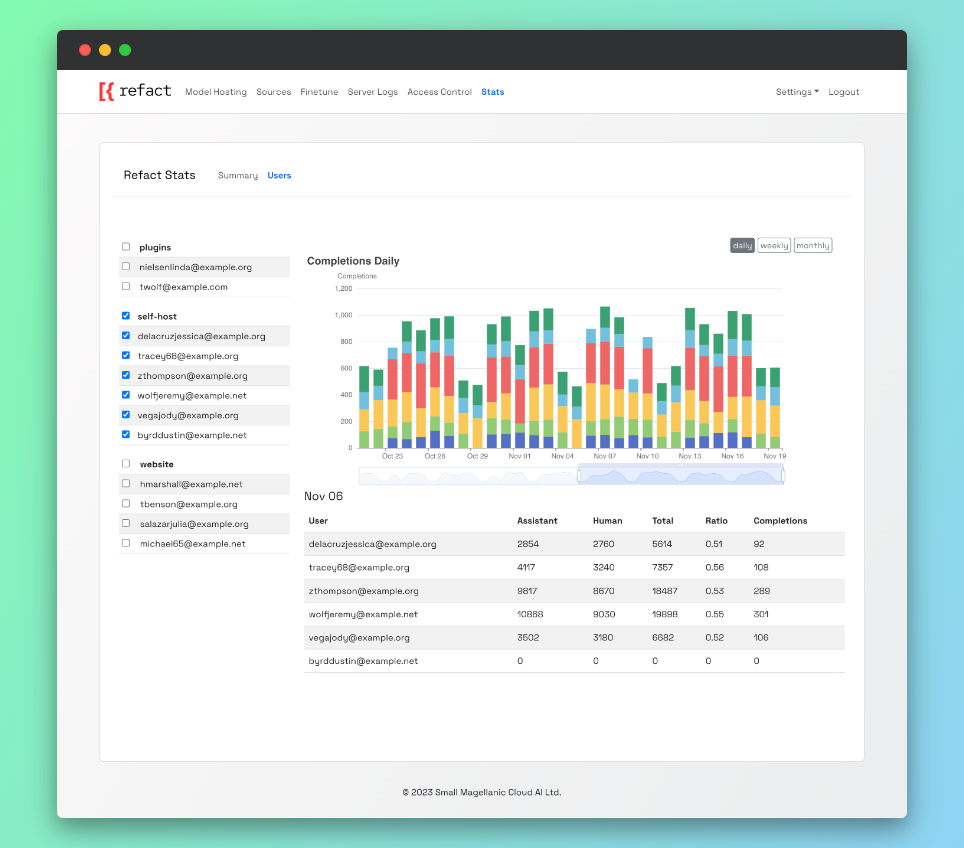 [{ refact Model Hosting Sources Finetune Server Logs Access Control Stats Settings Logout
Refact Stats Summary Users
plugins
nielsenlinda@example.org
twolf@example.com
self-host
delacruzjessica@example.org
tracey68@example.org
zthompson@example.org
wolfjeremy@example.net
vegajody@example.org
byrddustin@example.net
website
hmarshall@example.net
tbenson@example.org
salazarjulia@example.org
michael65@example.net
daily weekly monthly
Completions Daily
Completions
1,200
1,000
800
600
400
200
0
Oct 23 Oct 26 Oct 29 Nov 01 Nov 04 Nov 07 Nov 10 Nov 13 Nov 16 Nov 19
Nov 06
User Assistant Human Total Ratio Completions
delacruzjessica@example.org 2854 2760 5614 0.51 92
tracey68@example.org 4117 3240 7357 0.56 108
zthompson@example.org 9817 8670 18487 0.53 289
wolfjeremy@example.net 10868 9030 19898 0.55 301
vegajody@example.org 3502 3180 6682 0.52 106
byrddustin@example.net 0 0 0 0 0
© 2023 Small Magellanic Cloud AI Ltd.